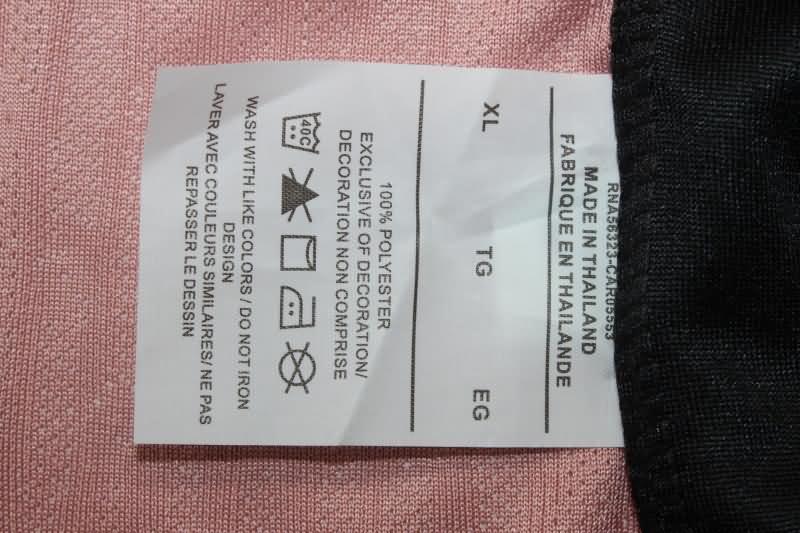 RNA56323-CAR05553
MADE IN THAILAND
FABRIQUE EN THAILANDE
XL TG EG
100% POLYESTER
EXCLUSIVE OF DECORATION/
DECORATION NON COMPRISE
40C
WASH WITH LIKE COLORS / DO NOT IRON
DESIGN
LAVER AVEC COULEURS SIMILAIRES/ NE PAS
REPASSER LE DESSIN